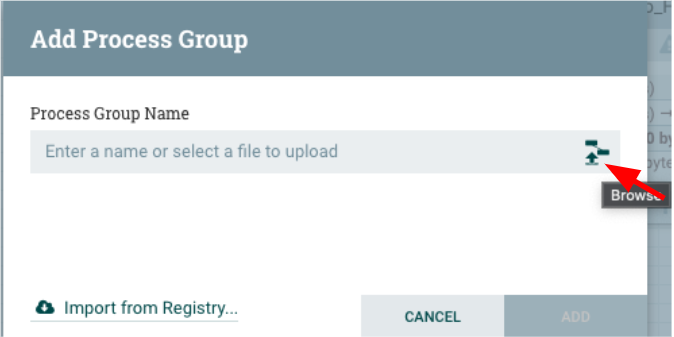 Add Process Group
Process Group Name
Enter a name or select a file to upload
Browse
Import from Registry...
CANCEL
ADD